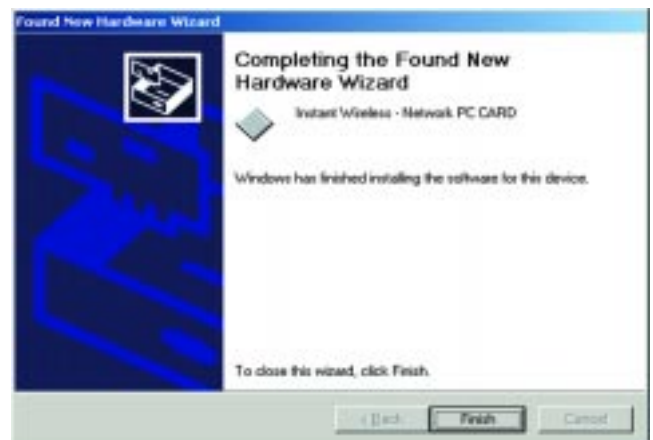 Found New Hardware Wizard
Completing the Found New
Hardware Wizard
Instant Wireless - Network PC CARD
Windows has finished installing the software for this device.
To close this wizard, click Finish.
< Back
Finish
Cancel